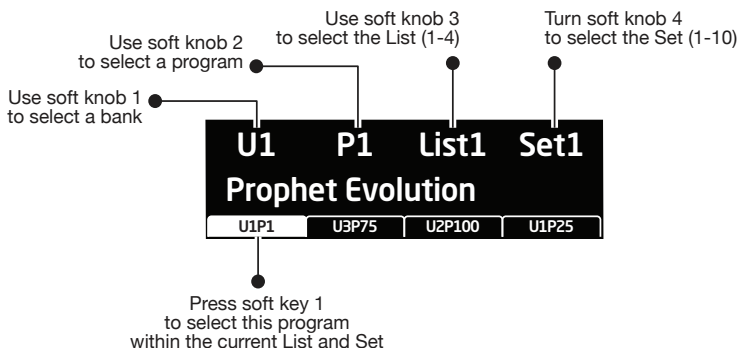 Use soft knob 3
to select the List (1-4)
Turn soft knob 4
to select the Set (1-10)
Use soft knob 2
to select a program
Use soft knob 1
to select a bank
U1 P1 List1 Set1
Prophet Evolution
U1P1 U3P75 U2P100 U1P25
Press soft key 1
to select this program
within the current List and Set